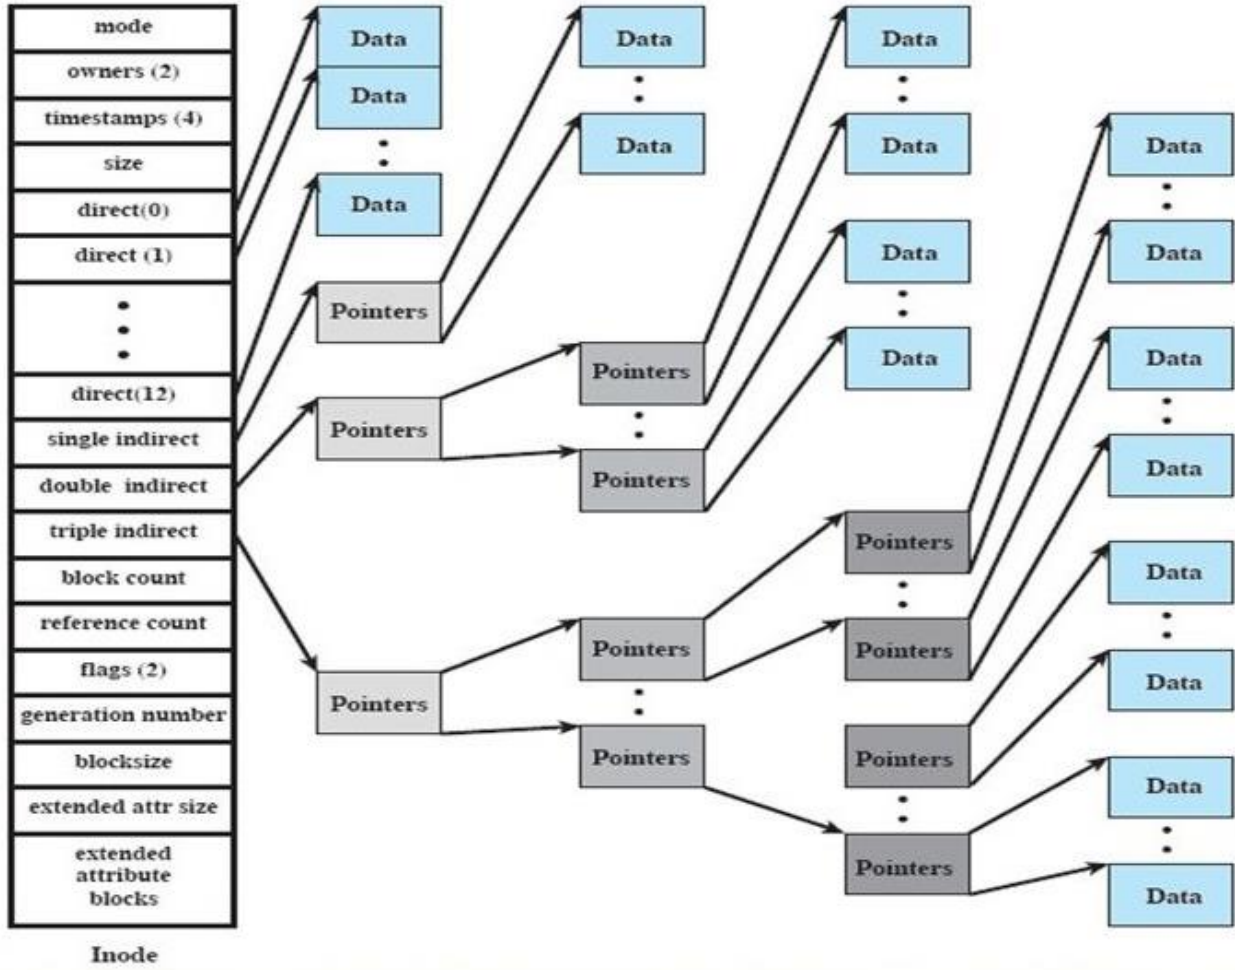 mode
owners (2)
timestamps (4)
size
direct(0)
direct (1)
direct(12)
single indirect
double indirect
triple indirect
block count
reference count
flags (2)
generation number
blocksize
extended attr size
extended
attribute
blocks
Inode
Data
Data
Data
Pointers
Pointers
Pointers
Data
Data
Pointers
Pointers
Pointers
Pointers
Data
Data
Data
Data
Pointers
Pointers
Pointers
Pointers
Data
Data
Data
Data
Data
Data
Data
Data